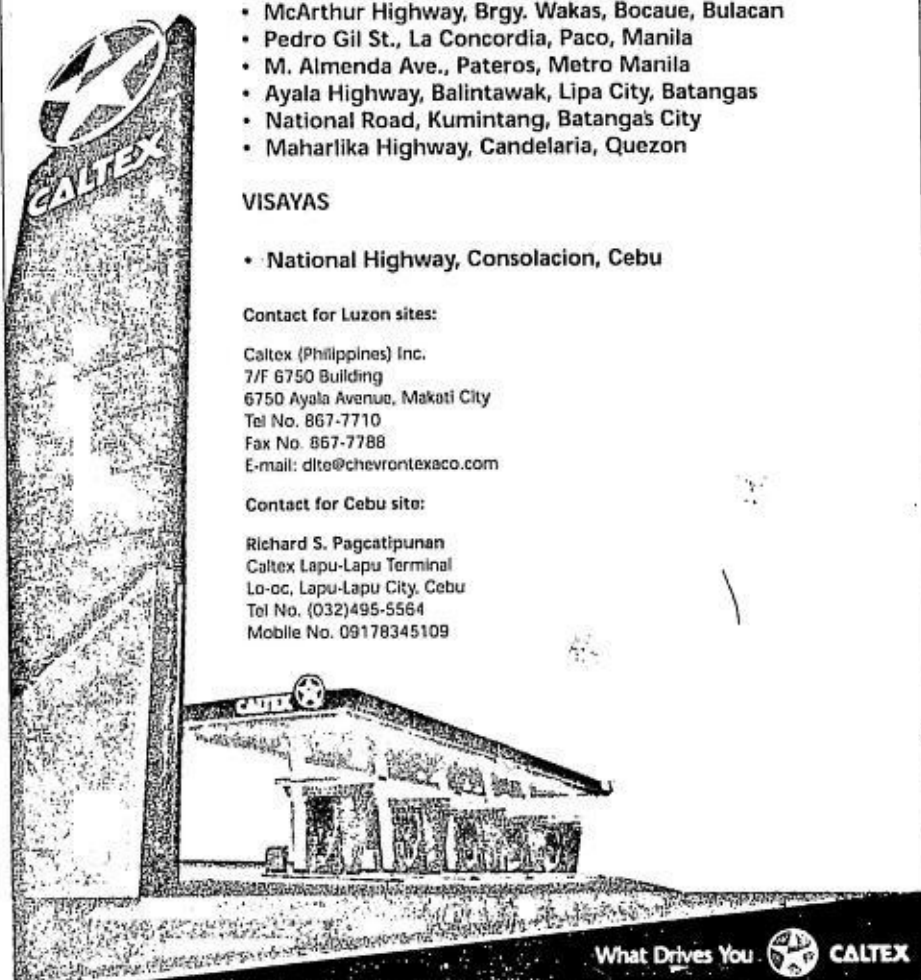 • McArthur Highway, Brgy. Wakas, Bocaue, Bulacan
• Pedro Gil St., La Concordia, Paco, Manila
• M. Almenda Ave., Pateros, Metro Manila
• Ayala Highway, Balintawak, Lipa City, Batangas
• National Road, Kumintang, Batangas City
• Maharlika Highway, Candelaria, Quezon
CALTEX
VISAYAS
• National Highway, Consolacion, Cebu
Contact for Luzon sites:
Caltex (Philippines) Inc.
7/F 6750 Building
6750 Ayala Avenue, Makati City
Tel No. 867-7710
Fax No. 867-7788
E-mail: dlte@chevrontexaco.com
Contact for Cebu site:
Richard S. Pagcatipunan
Caltex Lapu-Lapu Terminal
Lo-oc, Lapu-Lapu City, Cebu
Tel No. (032)495-5564
Mobile No. 09178345109
CALTEX
What Drives You CALTEX